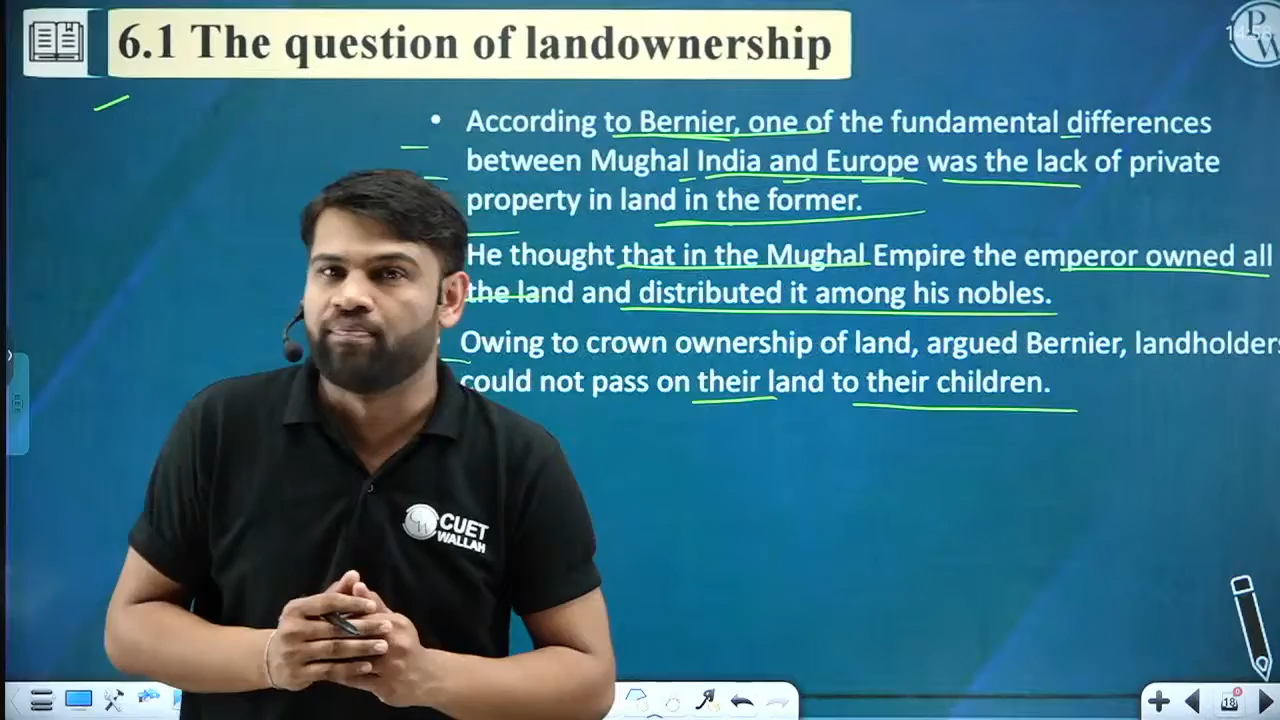 6.1 The question of landownership
PW
• According to Bernier, one of the fundamental differences
between Mughal India and Europe was the lack of private
property in land in the former.
He thought that in the Mughal Empire the emperor owned all
the land and distributed it among his nobles.
Owing to crown ownership of land, argued Bernier, landholders
could not pass on their land to their children.
CUET
WALLAH
18